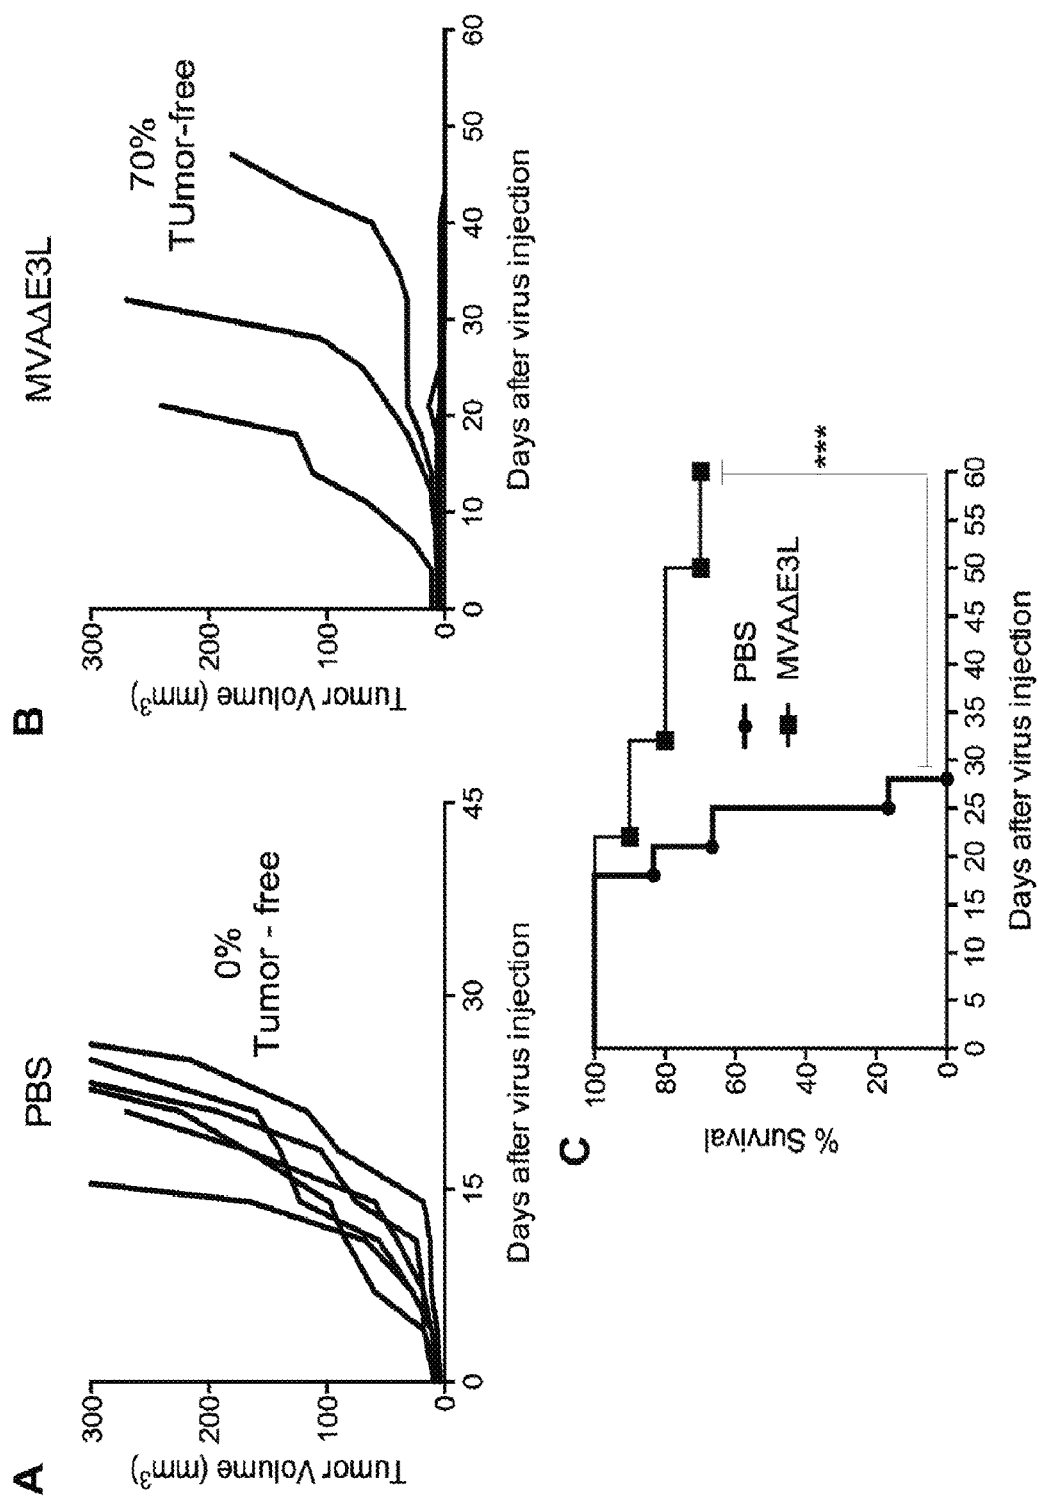 A
PBS
Tumor Volume (mm³)
300
200
100
0
0%
Tumor - free
0
15
30
45
Days after virus injection
B
MVAΔE3L
Tumor Volume (mm³)
300
200
100
0
70%
TUmor-free
0
10
20
30
40
50
60
Days after virus injection
C
% Survival
100
80
60
40
20
0
PBS
MVAΔE3L
***
0
5
10
15
20
25
30
35
40
45
50
55
60
Days after virus injection